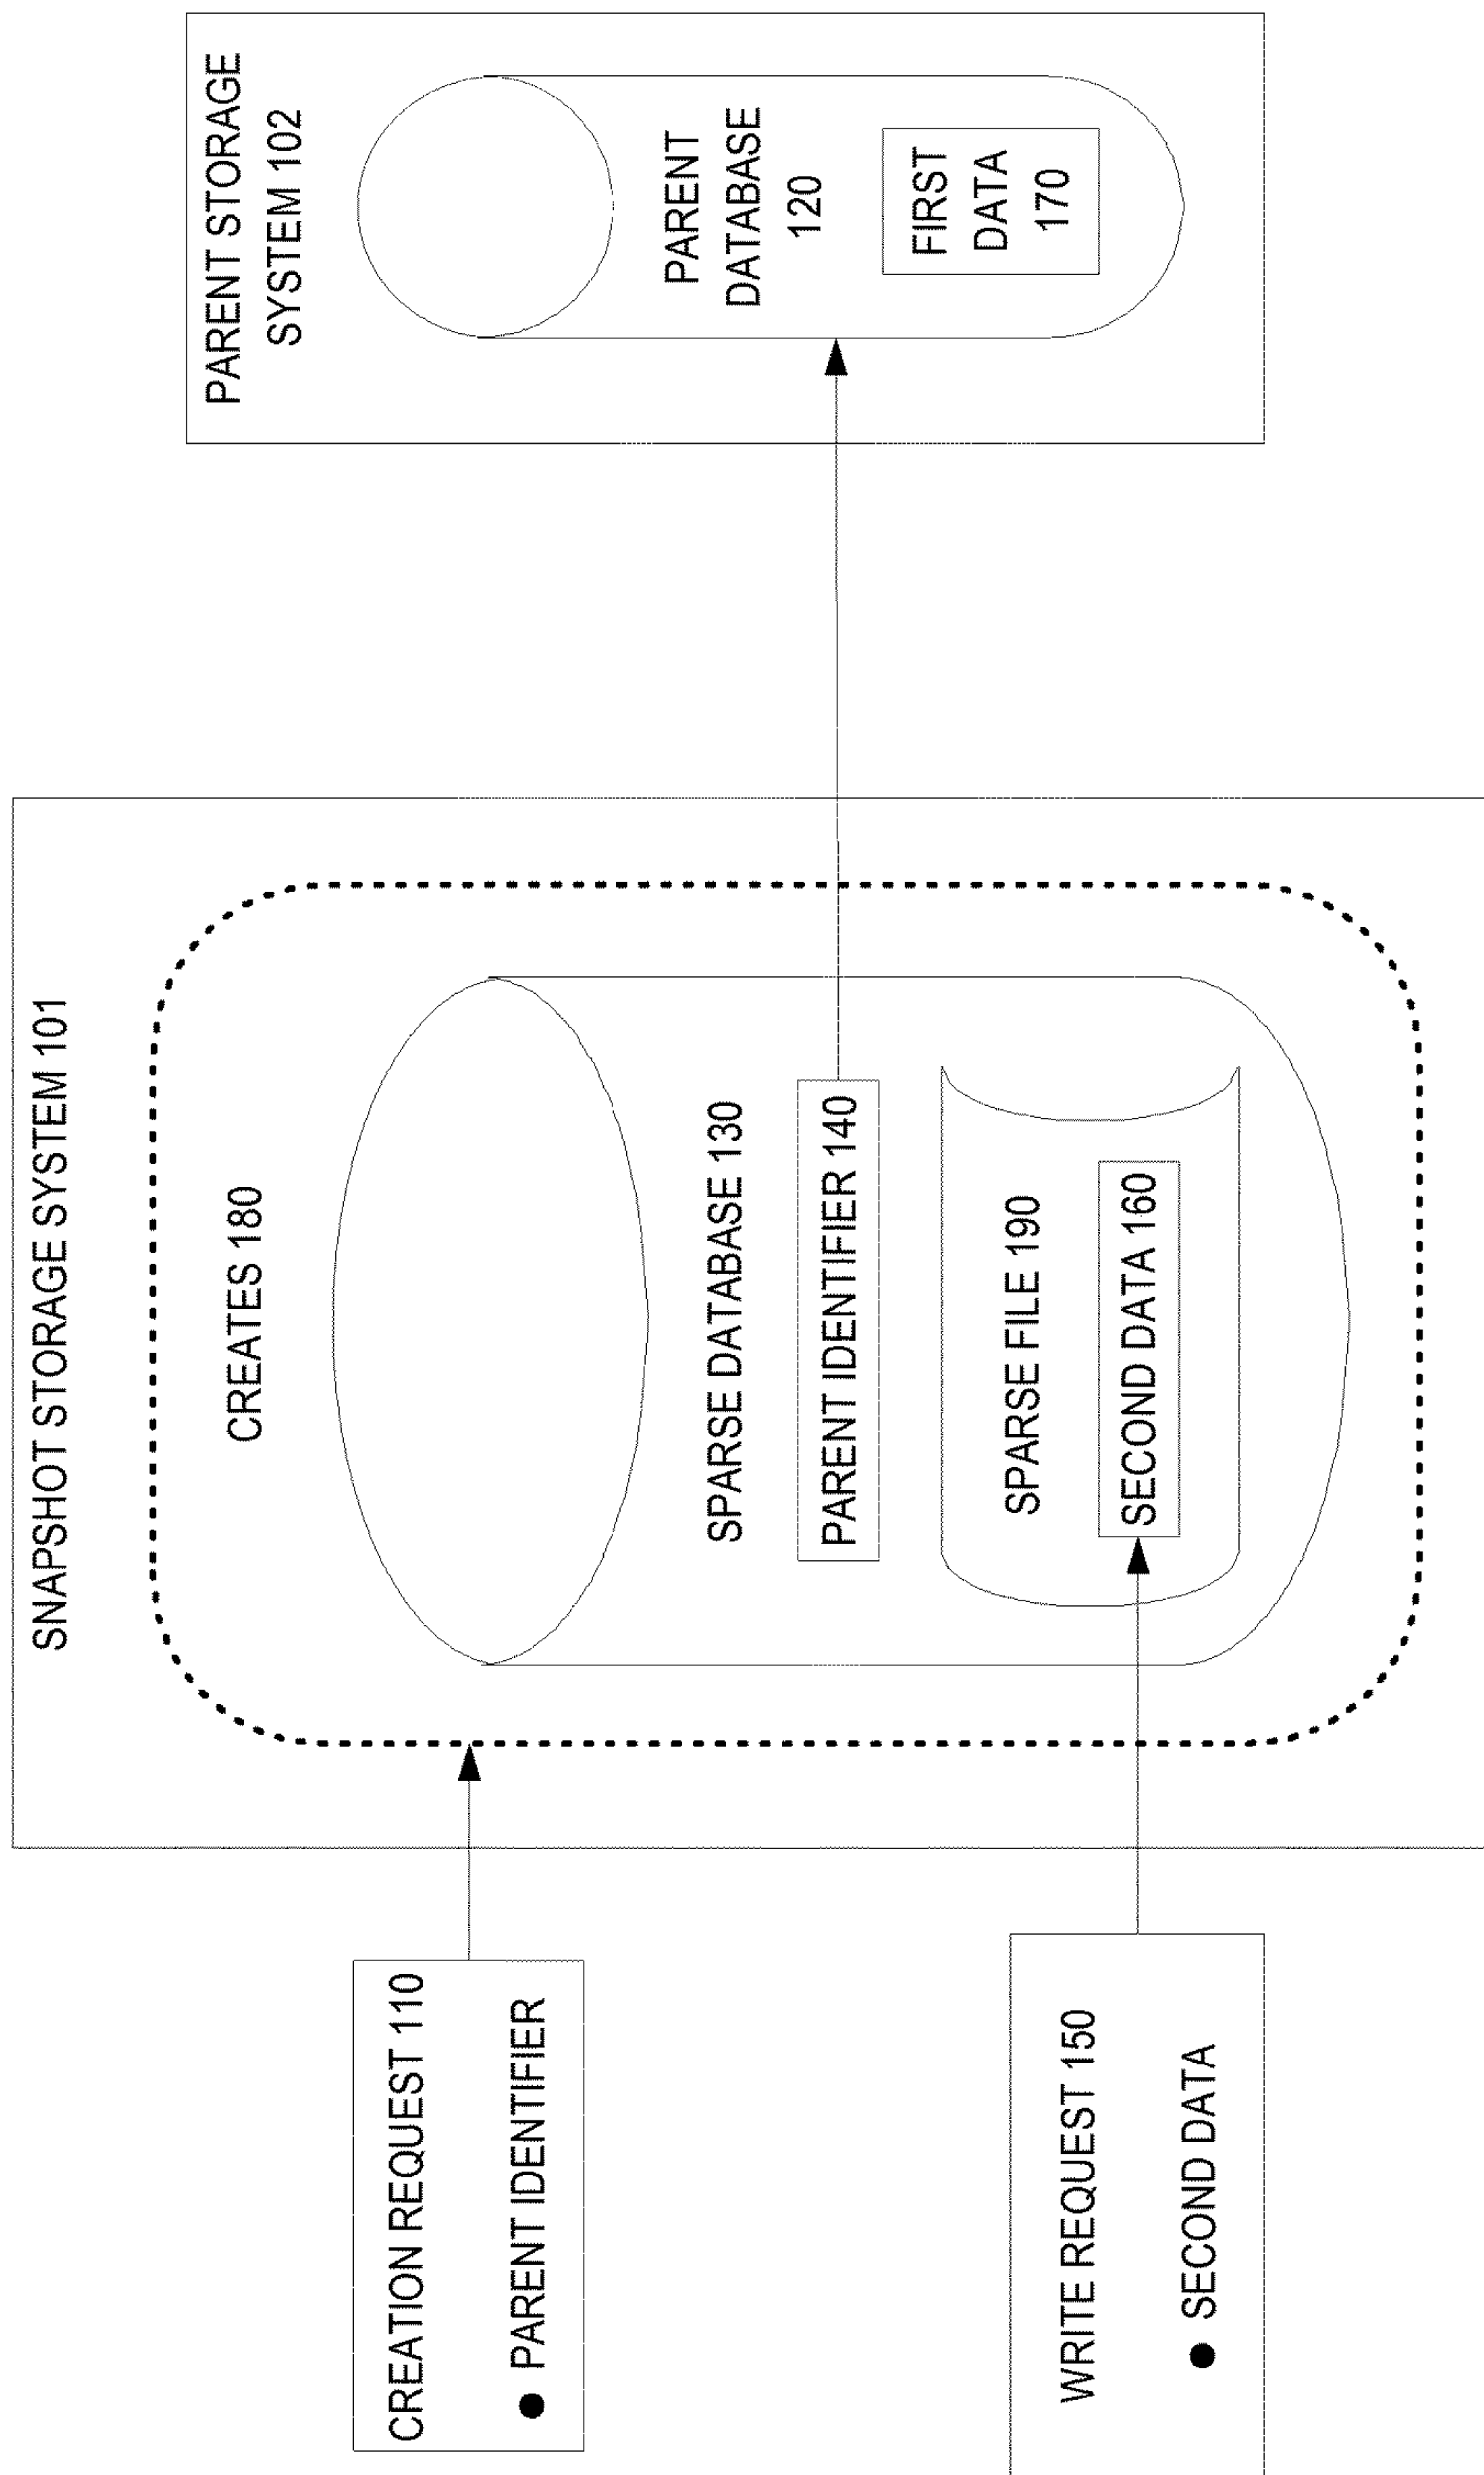 CREATION REQUEST 110
● PARENT IDENTIFIER
WRITE REQUEST 150
● SECOND DATA
SNAPSHOT STORAGE SYSTEM 101
CREATES 180
SPARSE DATABASE 130
PARENT IDENTIFIER 140
SPARSE FILE 190
SECOND DATA 160
PARENT STORAGE
SYSTEM 102
PARENT
DATABASE
120
FIRST
DATA
170